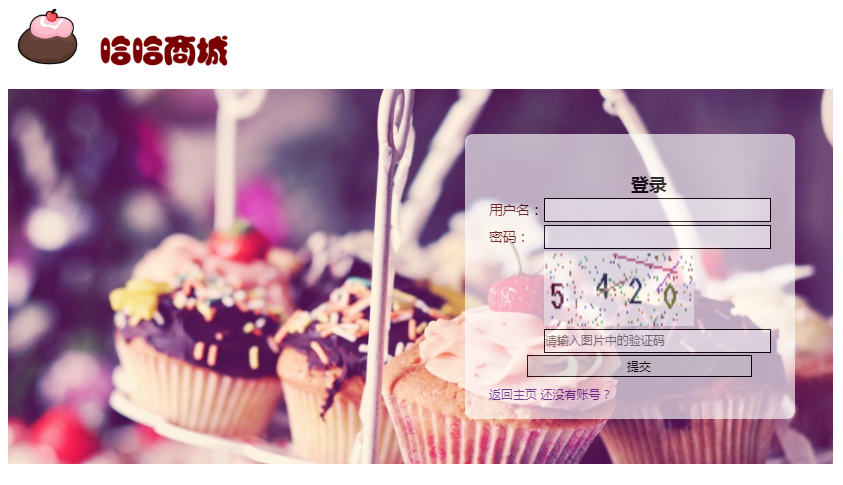 哈哈商城
登录
用户名：
密码：
5 4 2 0
请输入图片中的验证码
提交
返回主页 还没有账号？